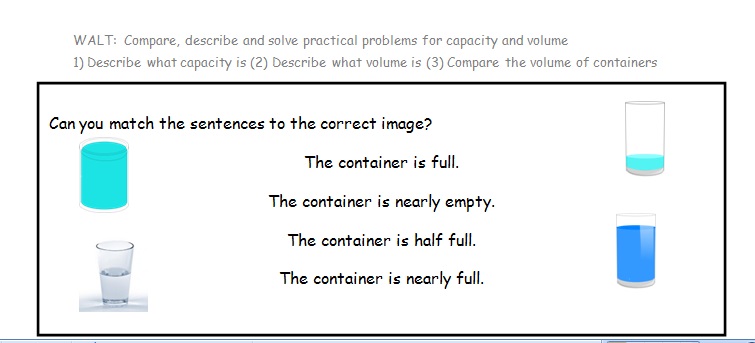 WALT: Compare, describe and solve practical problems for capacity and volume
1) Describe what capacity is (2) Describe what volume is (3) Compare the volume of containers
Can you match the sentences to the correct image?
The container is full.
The container is nearly empty.
The container is half full.
The container is nearly full.